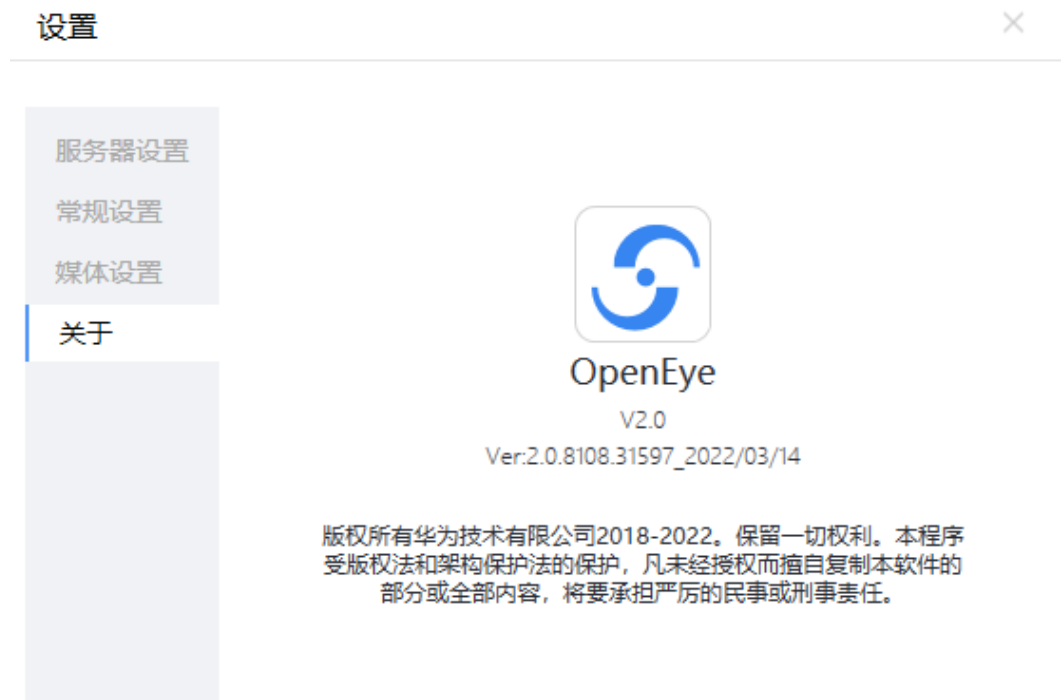 设置
服务器设置
常规设置
媒体设置
关于
OpenEye
V2.0
Ver:2.0.8108.31597_2022/03/14
版权所有华为技术有限公司2018-2022。保留一切权利。本程序
受版权法和架构保护法的保护，凡未经授权而擅自复制本软件的
部分或全部内容，将要承担严厉的民事或刑事责任。